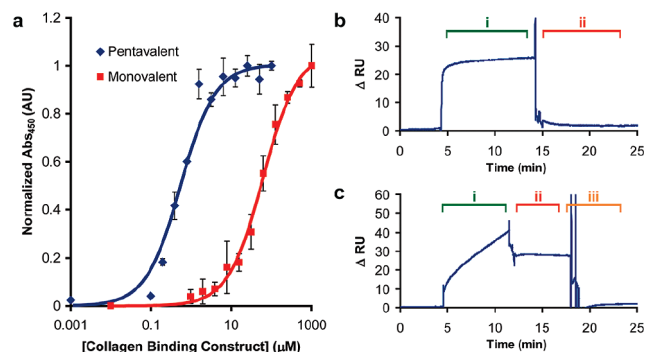 a
Pentavalent
Monovalent
Normalized Abs450 (AU)
1.2
1
0.8
0.6
0.4
0.2
0
0.001
0.1
10
1000
[Collagen Binding Construct] (μM)
b
i
ii
Δ RU
40
30
20
10
0
0
5
10
15
20
25
Time (min)
c
i
ii
iii
Δ RU
60
50
40
30
20
10
0
0
5
10
15
20
25
Time (min)